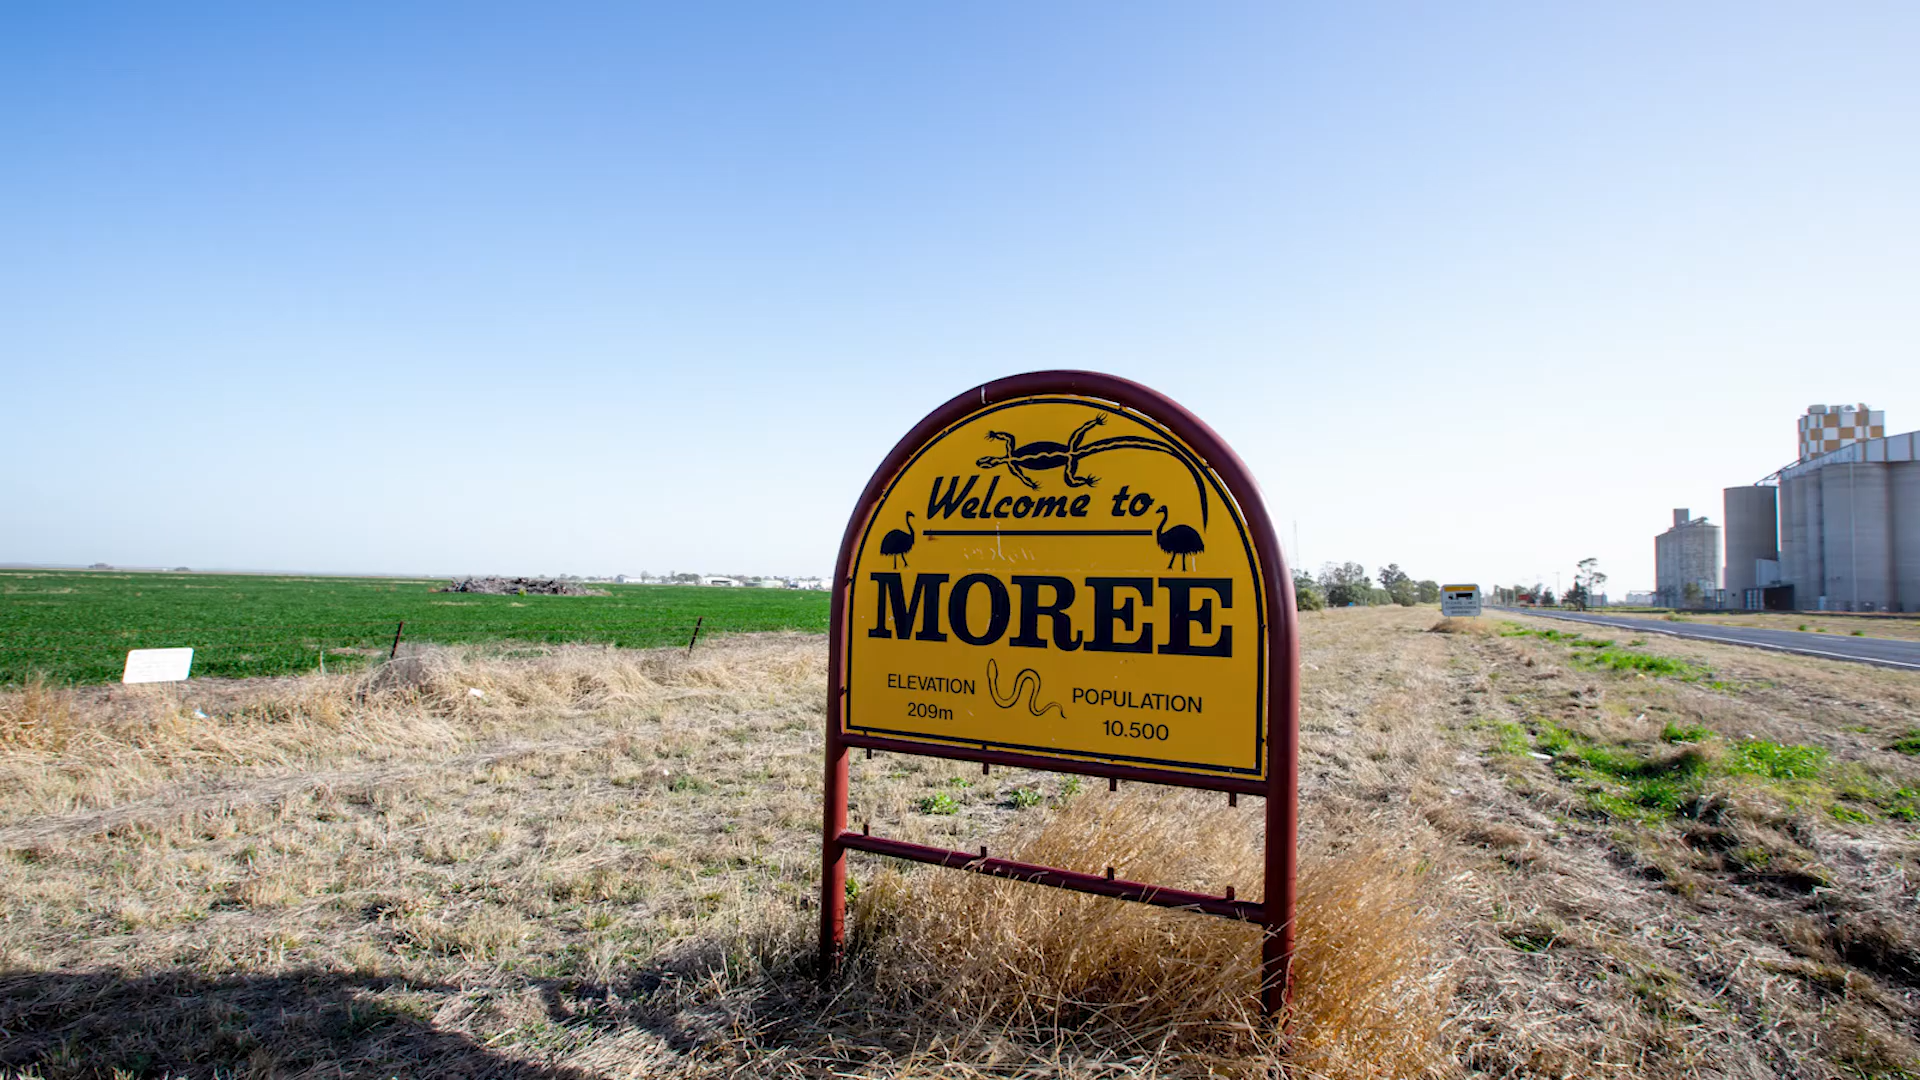 Welcome to
MOREE
ELEVATION
209m
POPULATION
10.500